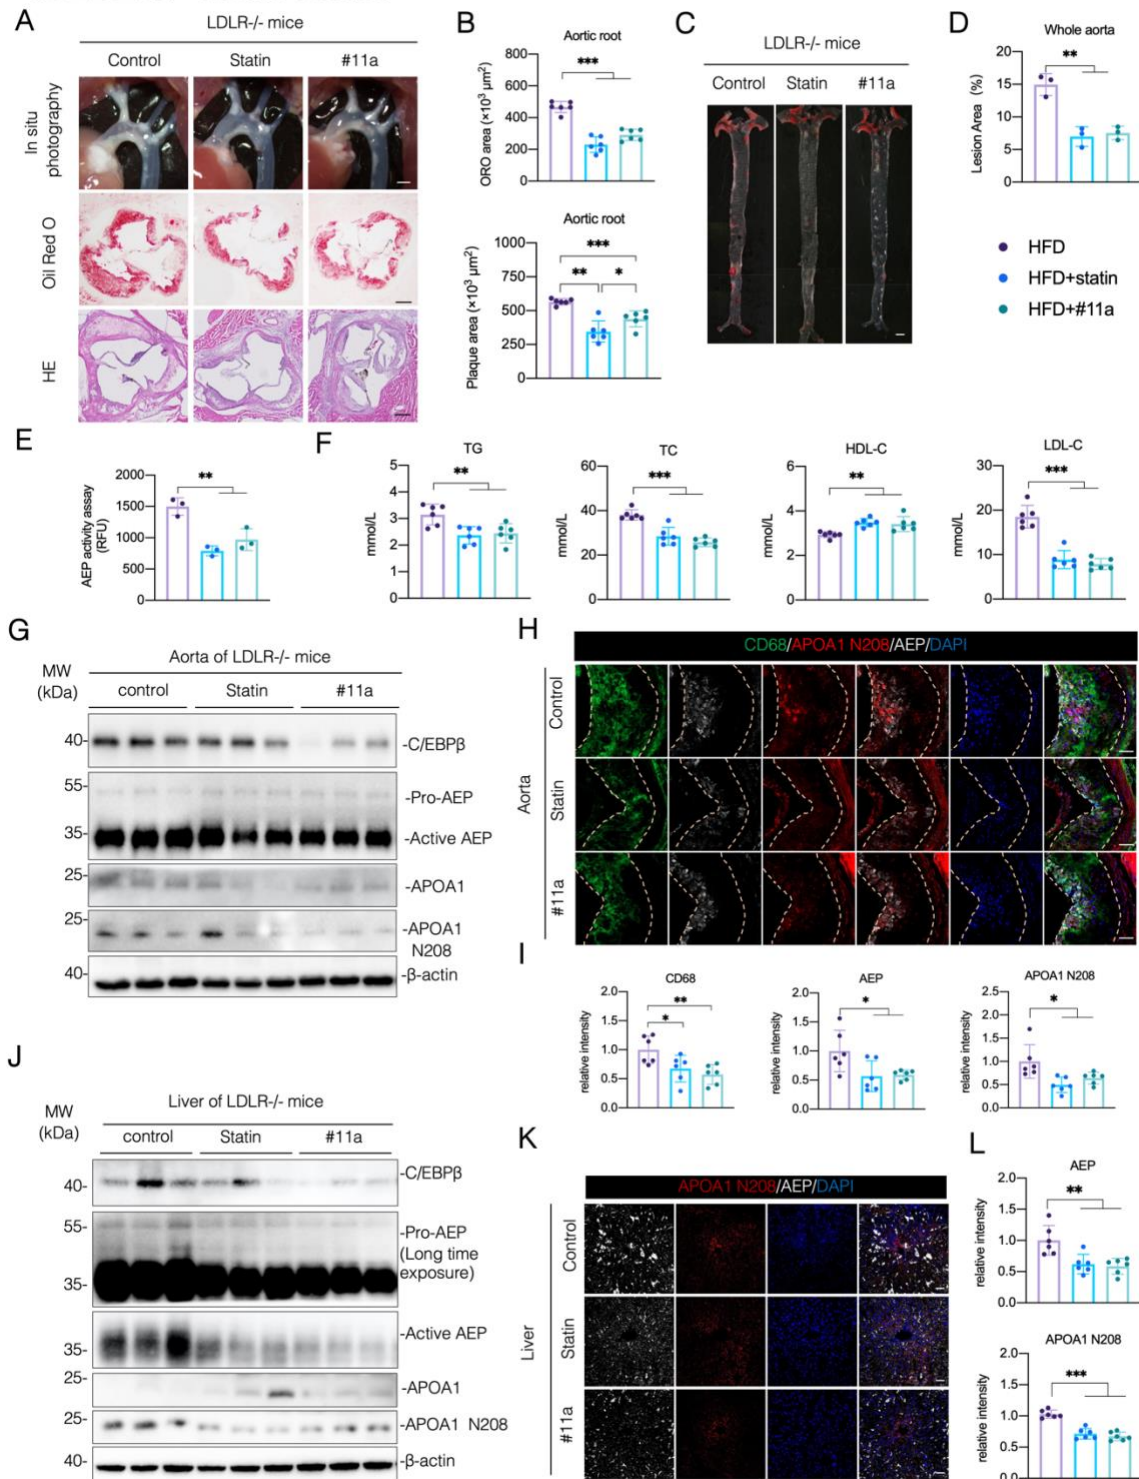 A
LDLR-/- mice
Control Statin #11a
In situ
photography
Oil Red O
HE
B
Aortic root
***
ORO area (×10³ µm²)
800
600
400
200
0
Aortic root
***
** *
Plaque area (×10³ µm²)
1000
750
500
250
0
C
LDLR-/- mice
Control Statin #11a
D
Whole aorta
**
Lesion Area (%)
20
15
10
5
0
HFD
HFD+statin
HFD+#11a
E
**
AEP activity assay
(RFU)
2000
1500
1000
500
0
F
TG
**
mmol/L
5
4
3
2
1
0
TC
***
mmol/L
60
40
20
0
HDL-C
**
mmol/L
6
4
2
0
LDL-C
***
mmol/L
30
20
10
0
G
Aorta of LDLR-/- mice
MW
(kDa)
control Statin #11a
40- -C/EBPβ
55-
-Pro-AEP
35- -Active AEP
25-
-APOA1
25-
-APOA1
N208
40- -β-actin
H
CD68/APOA1 N208/AEP/DAPI
Aorta
Control
Statin
#11a
I
CD68
**
*
relative intensity
2.0
1.5
1.0
0.5
0.0
AEP
*
relative intensity
2.0
1.5
1.0
0.5
0.0
APOA1 N208
*
relative intensity
2.5
2.0
1.5
1.0
0.5
0.0
J
Liver of LDLR-/- mice
MW
(kDa)
control Statin #11a
-C/EBPβ
40-
55-
-Pro-AEP
(Long time
exposure)
35-
-Active AEP
35-
25-
-APOA1
25-
-APOA1 N208
40- -β-actin
K
APOA1 N208/AEP/DAPI
Liver
Control
Statin
#11a
L
AEP
**
relative intensity
2.0
1.5
1.0
0.5
0.0
APOA1 N208
***
relative intensity
2.0
1.5
1.0
0.5
0.0